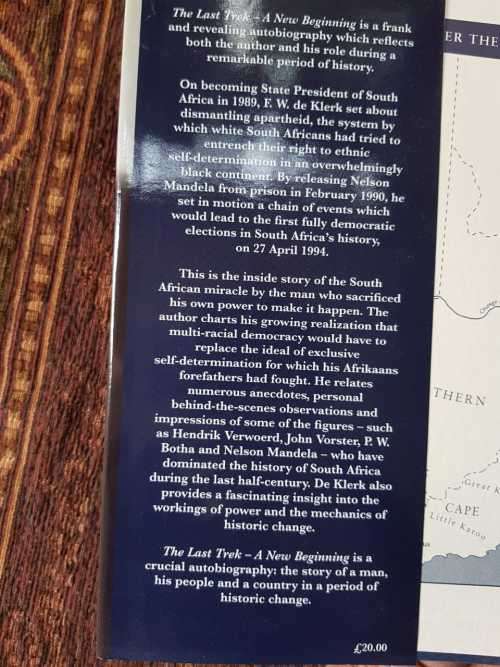 The Last Trek – A New Beginning is a frank
and revealing autobiography which reflects
both the author and his role during a
remarkable period of history.
On becoming State President of South
Africa in 1989, F. W. de Klerk set about
dismantling apartheid, the system by
which white South Africans had tried to
entrench their right to ethnic
self-determination in an overwhelmingly
black continent. By releasing Nelson
Mandela from prison in February 1990, he
set in motion a chain of events which
would lead to the first fully democratic
elections in South Africa's history,
on 27 April 1994.
This is the inside story of the South
African miracle by the man who sacrificed
his own power to make it happen. The
author charts his growing realization that
multi-racial democracy would have to
replace the ideal of exclusive
self-determination for which his Afrikaans
forefathers had fought. He relates
numerous anecdotes, personal
behind-the-scenes observations and
impressions of some of the figures – such
as Hendrik Verwoerd, John Vorster, P. W.
Botha and Nelson Mandela – who have
dominated the history of South Africa
during the last half-century. De Klerk also
provides a fascinating insight into the
workings of power and the mechanics of
historic change.
The Last Trek – A New Beginning is a
crucial autobiography: the story of a man,
his people and a country in a period of
historic change.
£20.00
ER THE
THERN
Great K
CAPE
Little Karoo